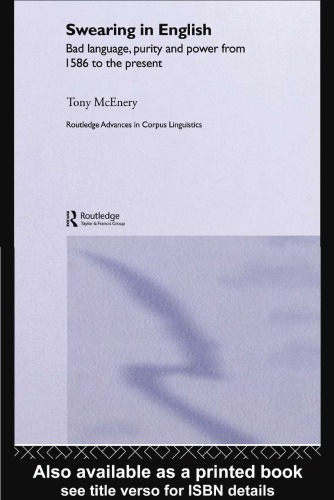 Swearing in English
Bad language, purity and power from
1586 to the present
Tony McEnery
Routledge Advances in Corpus Linguistics
Routledge
Taylor & Francis Group
Also available as a printed book
see title verso for ISBN details